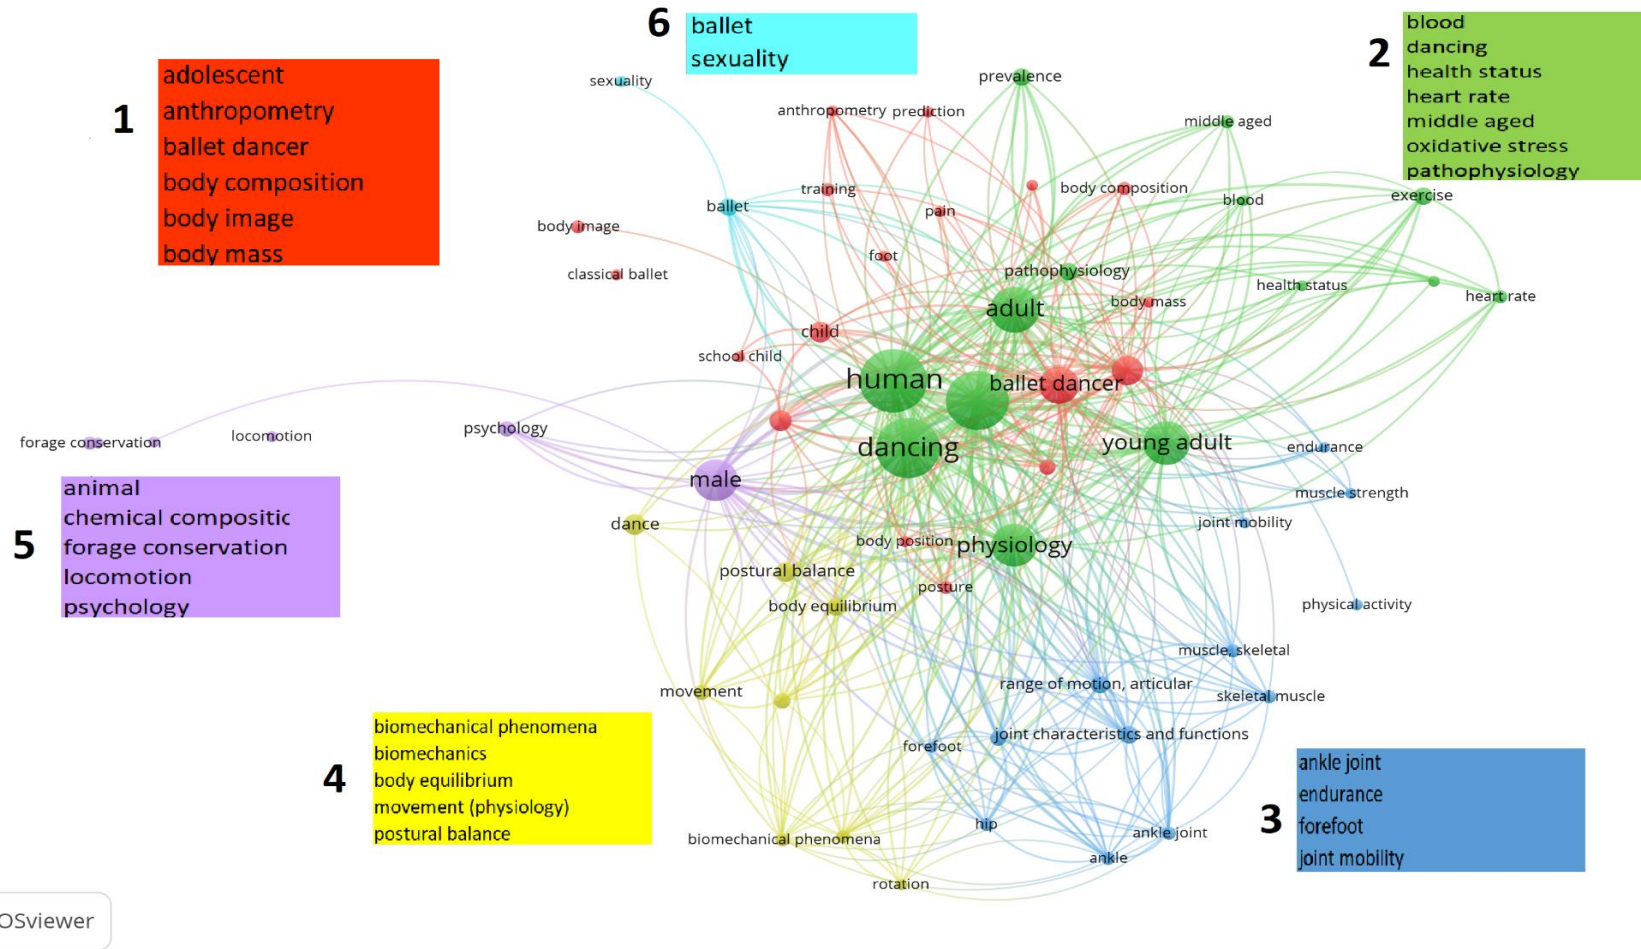 6
ballet
sexuality
2
blood
dancing
health status
heart rate
middle aged
oxidative stress
pathophysiology
1
adolescent
anthropometry
ballet dancer
body composition
body image
body mass
sexuality
prevalence
anthropometry
prediction
middle aged
training
body composition
exercise
ballet
pain
blood
body image
foot
classical ballet
pathophysiology
health status
heart rate
adult
body mass
child
school child
human
ballet dancer
forage conservation
locomotion
psychology
dancing
young adult
endurance
male
muscle strength
dance
joint mobility
body position
physiology
postural balance
posture
body equilibrium
physical activity
5
animal
chemical compositic
forage conservation
locomotion
psychology
muscle, skeletal
movement
range of motion, articular
skeletal muscle
forefoot
joint characteristics and functions
4
biomechanical phenomena
biomechanics
body equilibrium
movement (physiology)
postural balance
3
ankle joint
endurance
forefoot
joint mobility
biomechanical phenomena
hip
ankle joint
ankle
rotation
OSviewer